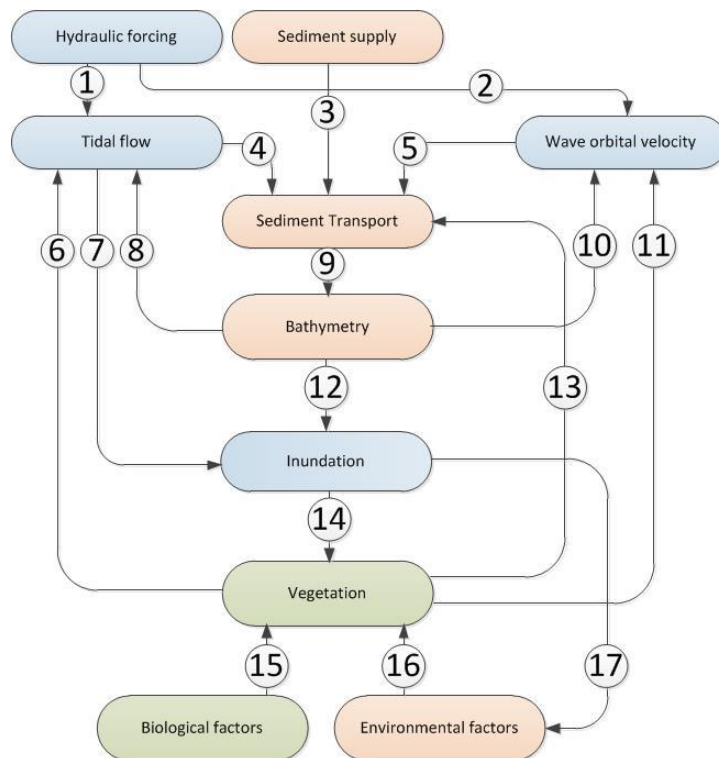 Hydraulic forcing
Sediment supply
1
2
3
Tidal flow
4
5
Wave orbital velocity
Sediment Transport
6
7
8
9
10
11
Bathymetry
12
13
Inundation
14
Vegetation
15
16
17
Biological factors
Environmental factors